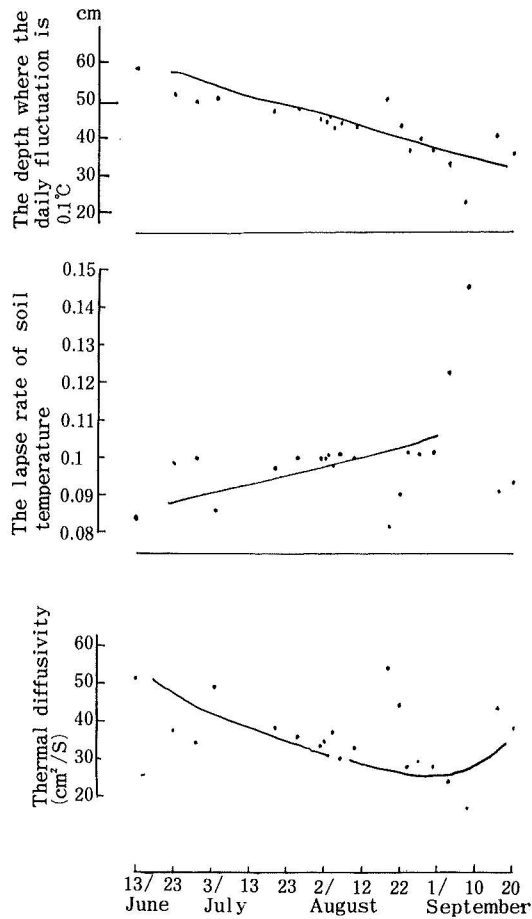 cm
The depth where the
daily fluctuation is
0.1℃
60
50
40
30
20
The lapse rate of soil
temperature
0.15
0.14
0.13
0.12
0.11
0.1
0.09
0.08
Thermal diffusivity
(cm²/S)
60
50
40
30
20
13/ 23 3/ 13 23 2/ 12 22 1/ 10 20
June July August September